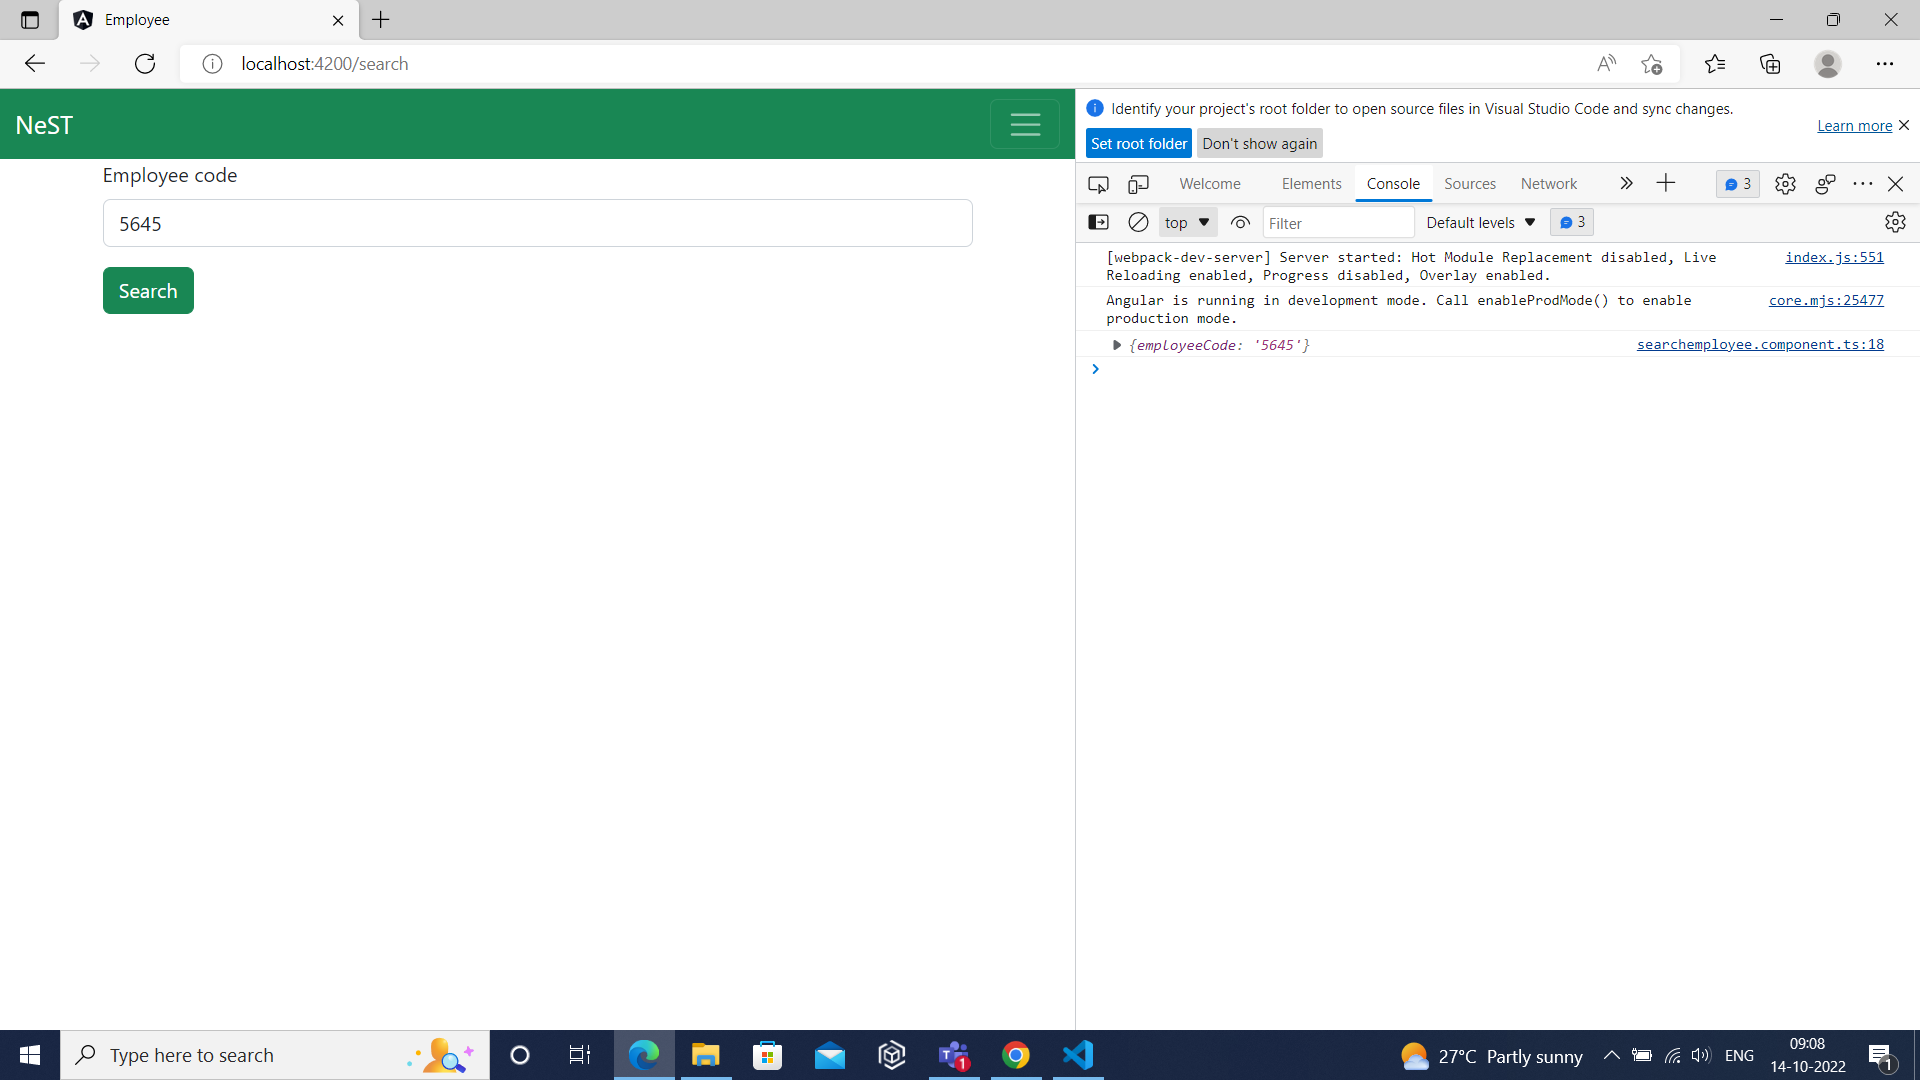 Employee
localhost:4200/search
NeST
Employee code
5645
Search
Identify your project's root folder to open source files in Visual Studio Code and sync changes.
Learn more
Set root folder
Don't show again
Welcome
Elements
Console
Sources
Network
3
top
Filter
Default levels
3
[webpack-dev-server] Server started: Hot Module Replacement disabled, Live
Reloading enabled, Progress disabled, Overlay enabled.
index.js:551
Angular is running in development mode. Call enableProdMode() to enable
production mode.
core.mjs:25477
{employeeCode: '5645'}
searchemployee.component.ts:18
Type here to search
1
27°C Partly sunny
ENG
09:08
14-10-2022
1